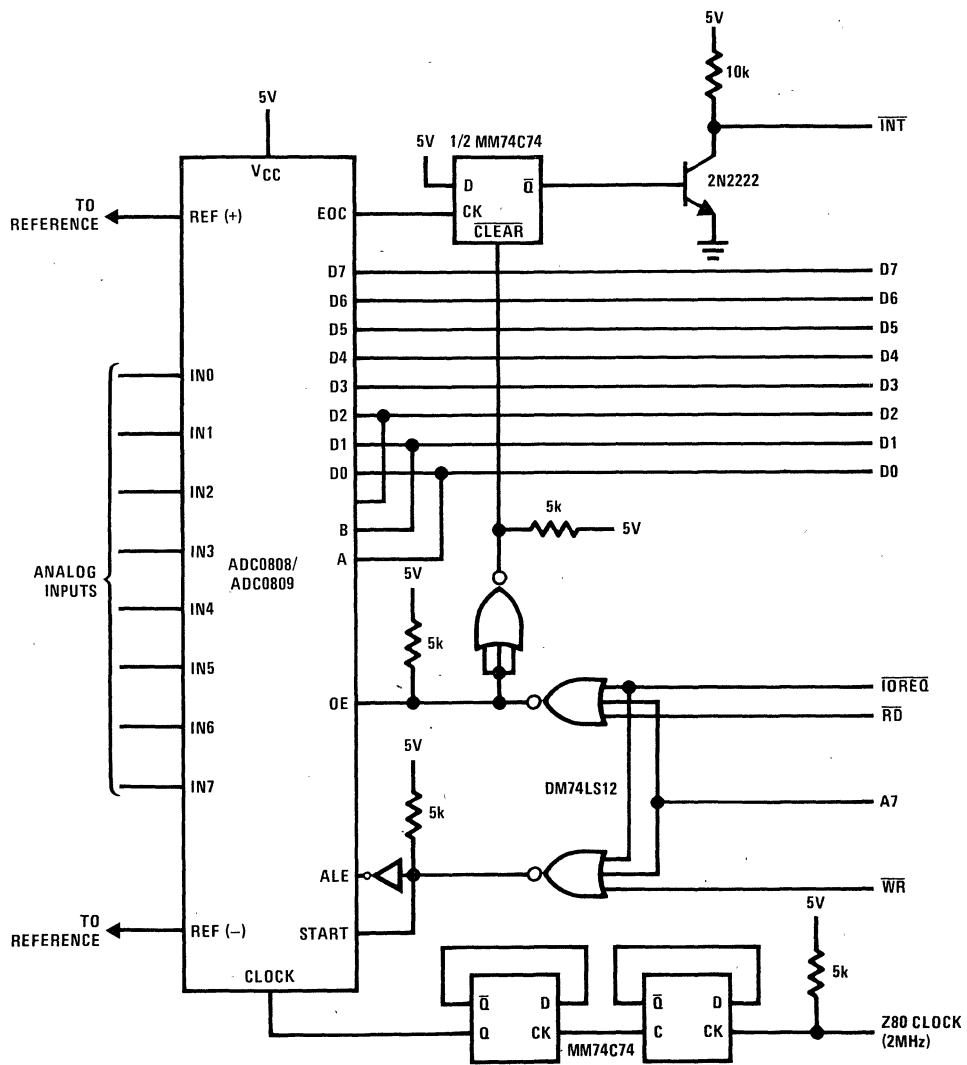 5V
10k
INT
5V
5V
1/2 MM74C74
VCC
D
Q
2N2222
TO
REFERENCE
REF (+)
EOC
CK
CLEAR
D7
D7
D6
D6
D5
D5
D4
D4
D3
D3
D2
D2
D1
D1
D0
D0
IN0
IN1
IN2
IN3
IN4
IN5
IN6
IN7
ANALOG
INPUTS
ADC0808/
ADC0809
B
A
5k
5V
5V
5k
OE
IOREQ
RD
5V
DM74LS12
5k
A7
ALE
WR
5V
TO
REFERENCE
REF (–)
START
CLOCK
5k
Q
D
Q
D
Q
CK
C
CK
MM74C74
Z80 CLOCK
(2MHz)